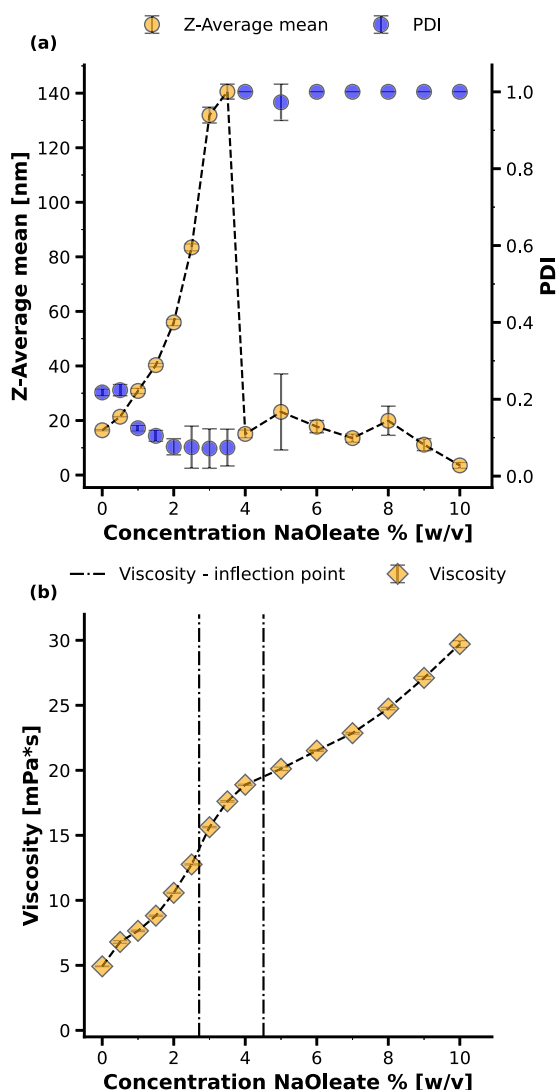 Z-Average mean PDI
(a)
140
120
100
80
60
40
20
0
Z-Average mean [nm]
1.0
0.8
0.6
0.4
0.2
0.0
PDI
0 2 4 6 8 10
Concentration NaOleate % [w/v]
Viscosity - inflection point Viscosity
(b)
30
25
20
15
10
5
0
Viscosity [mPa*s]
0 2 4 6 8 10
Concentration NaOleate % [w/v]